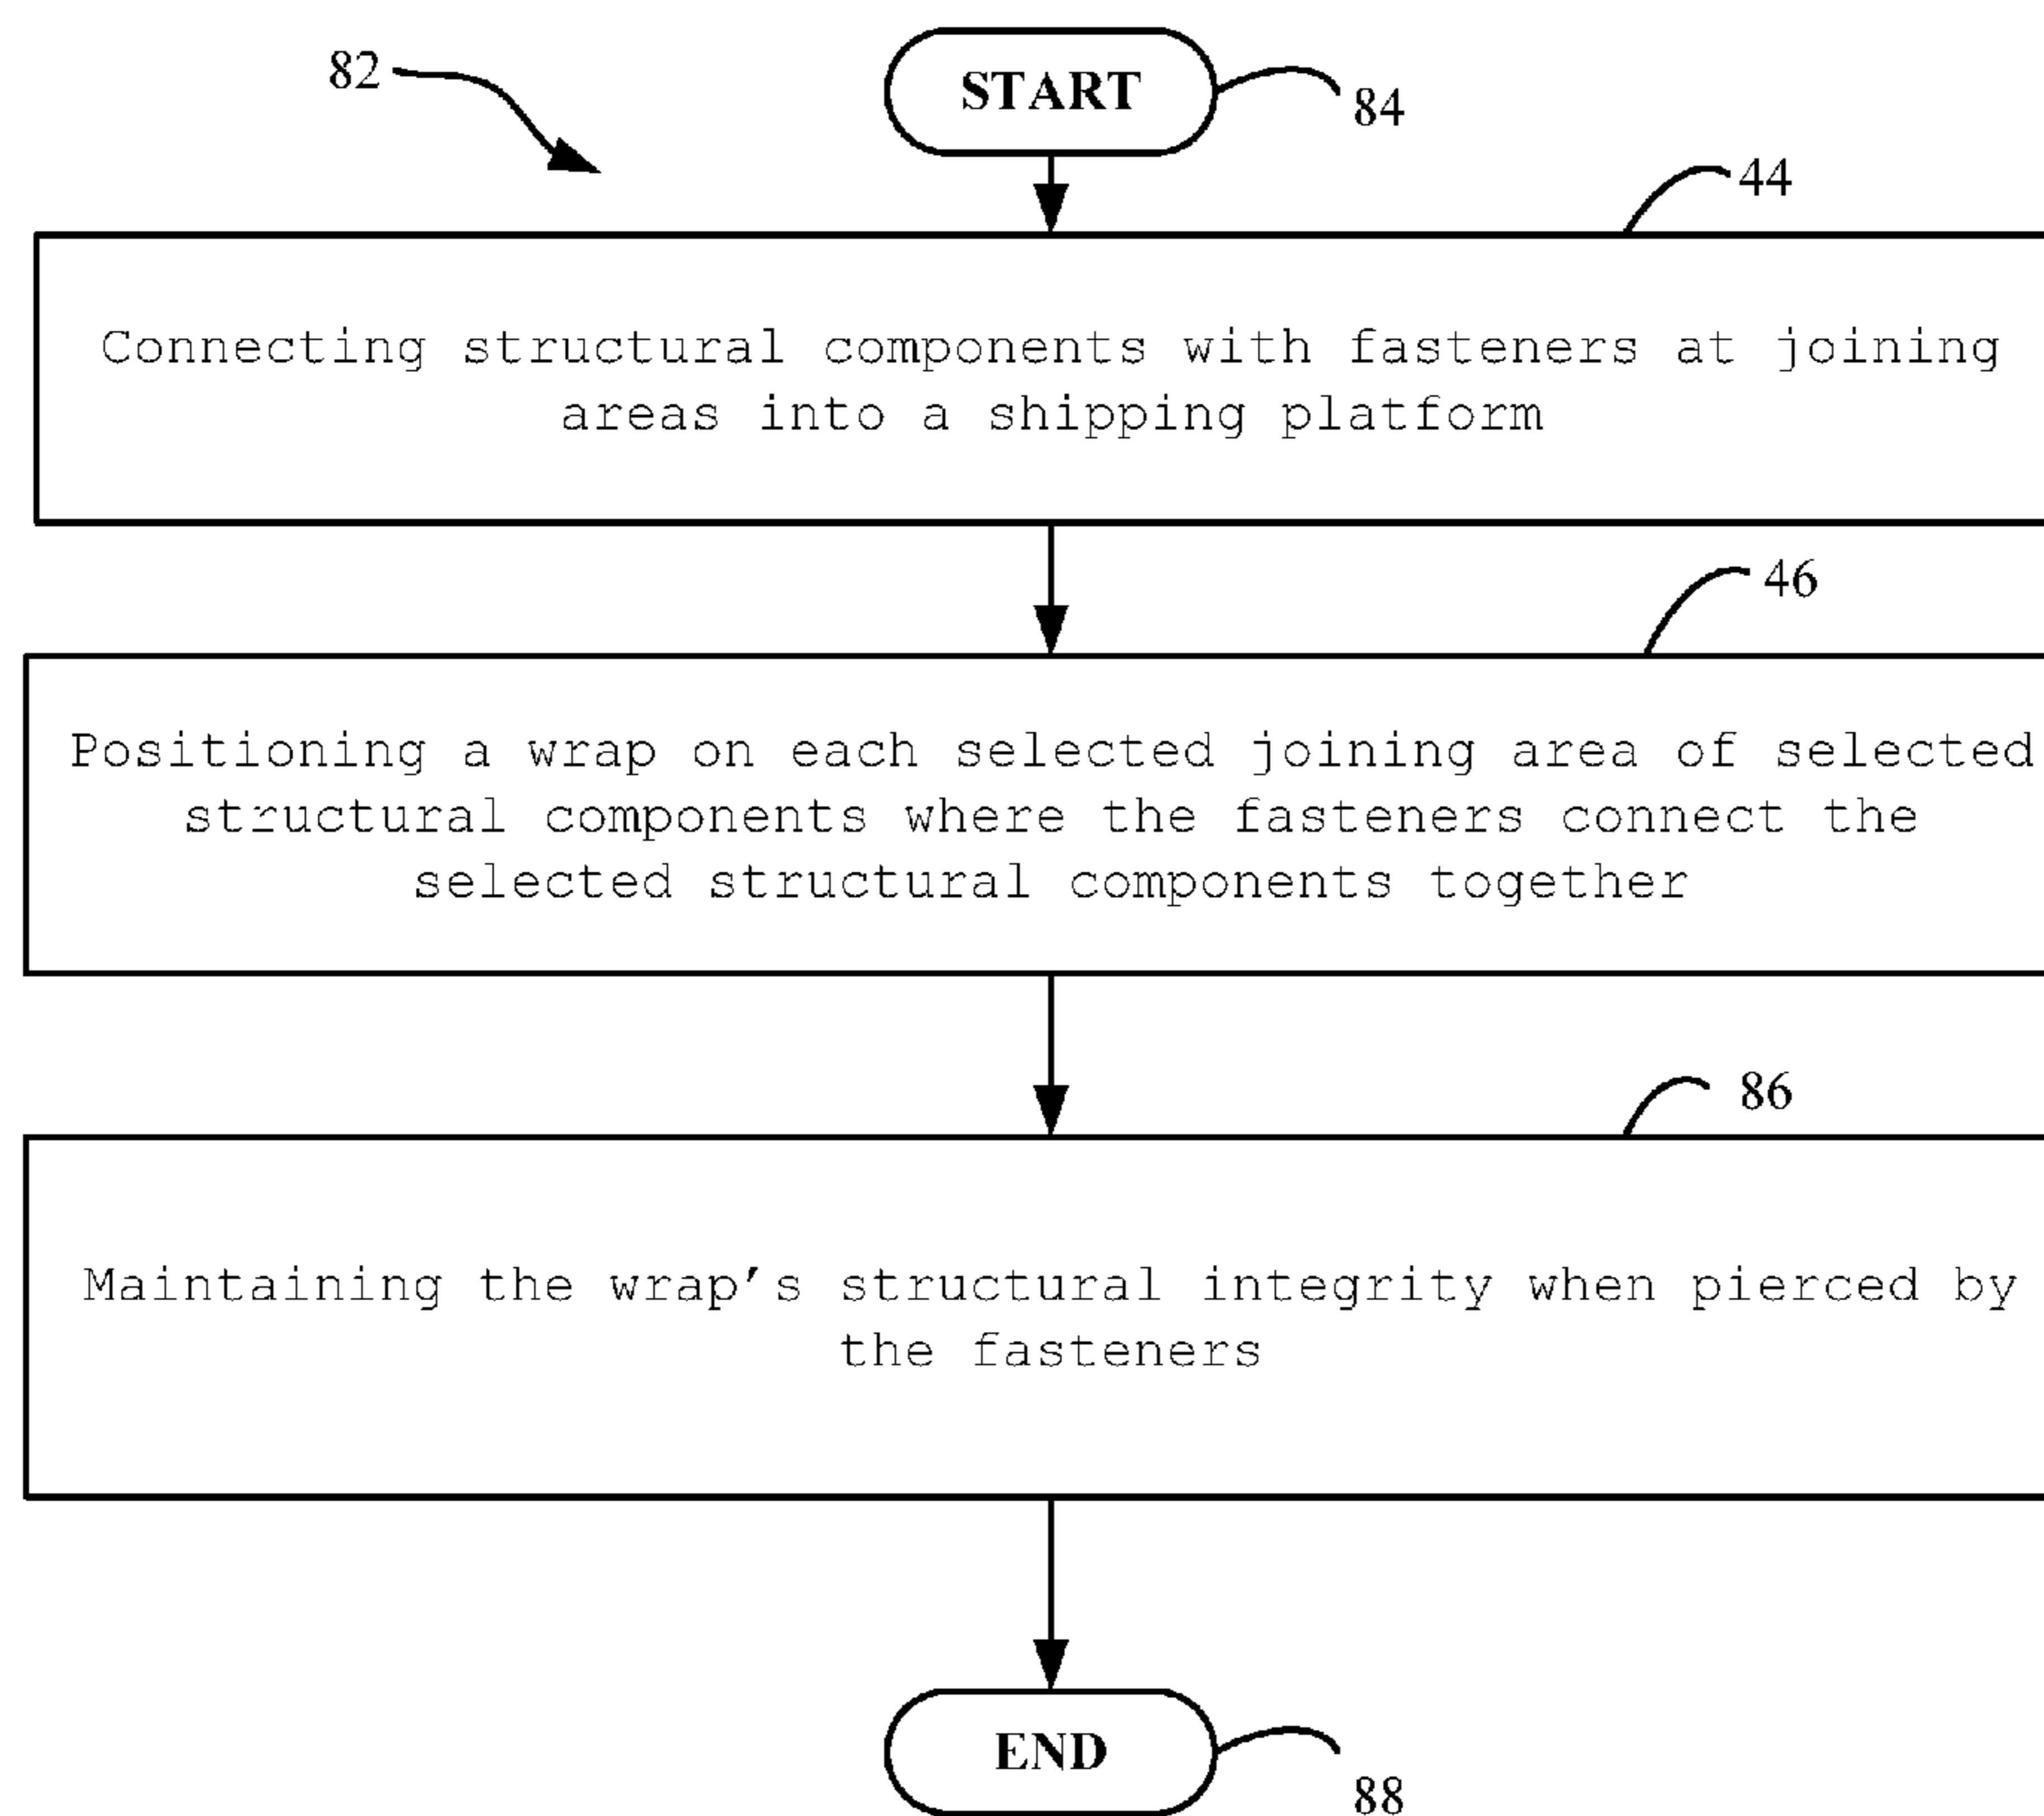 82
START
84
44
Connecting structural components with fasteners at joining
areas into a shipping platform
46
Positioning a wrap on each selected joining area of selected
structural components where the fasteners connect the
selected structural components together
86
Maintaining the wrap’s structural integrity when pierced by
the fasteners
END
88